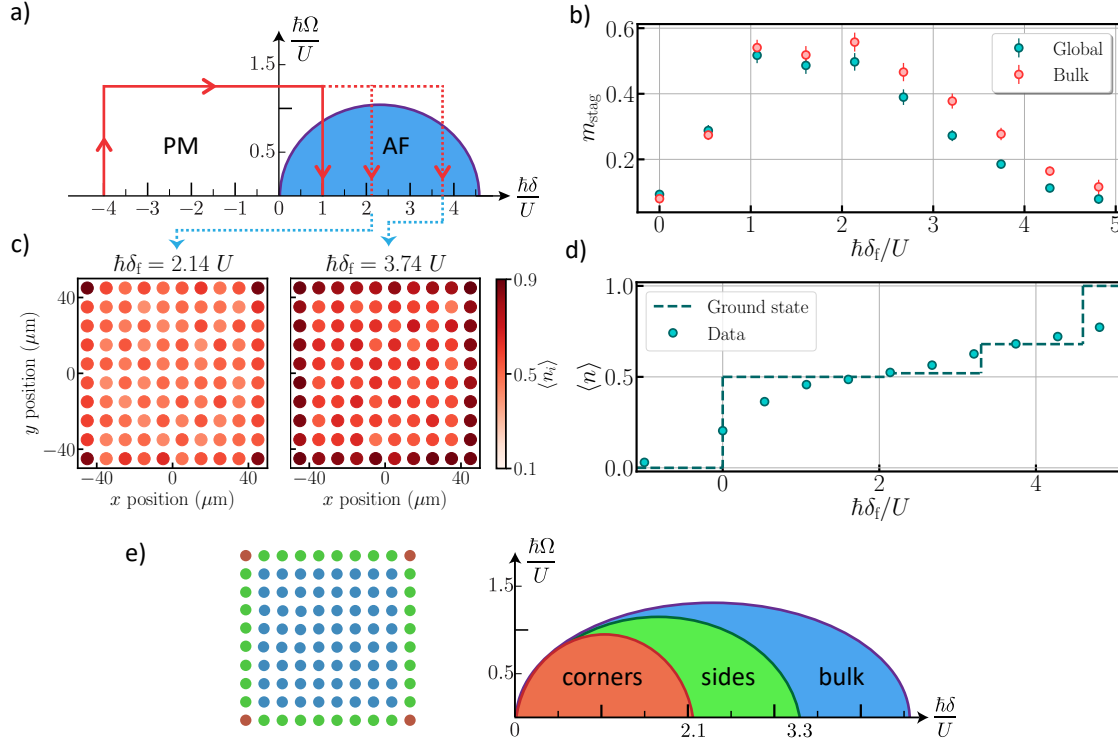 a)
ħΩ/U
1.5
0.5
PM
AF
ħδ/U
−4 −3 −2 −1 0 1 2 3 4
b)
0.6
0.4
0.2
m_stag
Global
Bulk
0 1 2 3 4 5
ħδ_f/U
c)
ħδ_f = 2.14 U
ħδ_f = 3.74 U
40
0
−40
y position (μm)
−40 0 40
x position (μm)
−40 0 40
x position (μm)
0.9
0.5
0.1
⟨n_i⟩
d)
1.0
0.5
0.0
⟨n⟩
Ground state
Data
0 2 4
ħδ_f/U
e)
ħΩ/U
1.5
0.5
corners
sides
bulk
ħδ/U
0 2.1 3.3